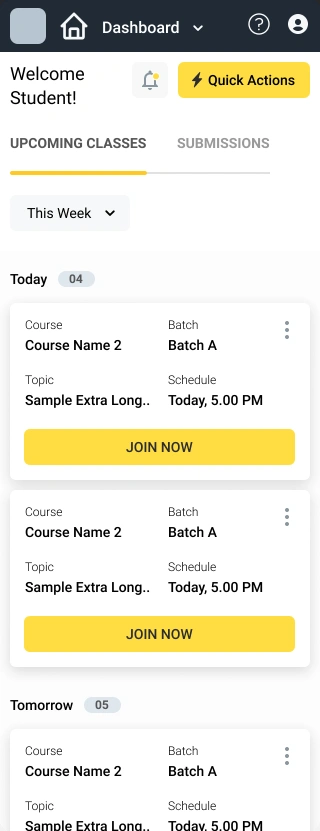 Dashboard
Welcome
Student!
Quick Actions
UPCOMING CLASSES SUBMISSIONS
This Week
Today 04
Course Batch
Course Name 2 Batch A
Topic Schedule
Sample Extra Long.. Today, 5.00 PM
JOIN NOW
Course Batch
Course Name 2 Batch A
Topic Schedule
Sample Extra Long.. Today, 5.00 PM
JOIN NOW
Tomorrow 05
Course Batch
Course Name 2 Batch A
Topic Schedule
Sample Extra Long.. Today, 5.00 PM